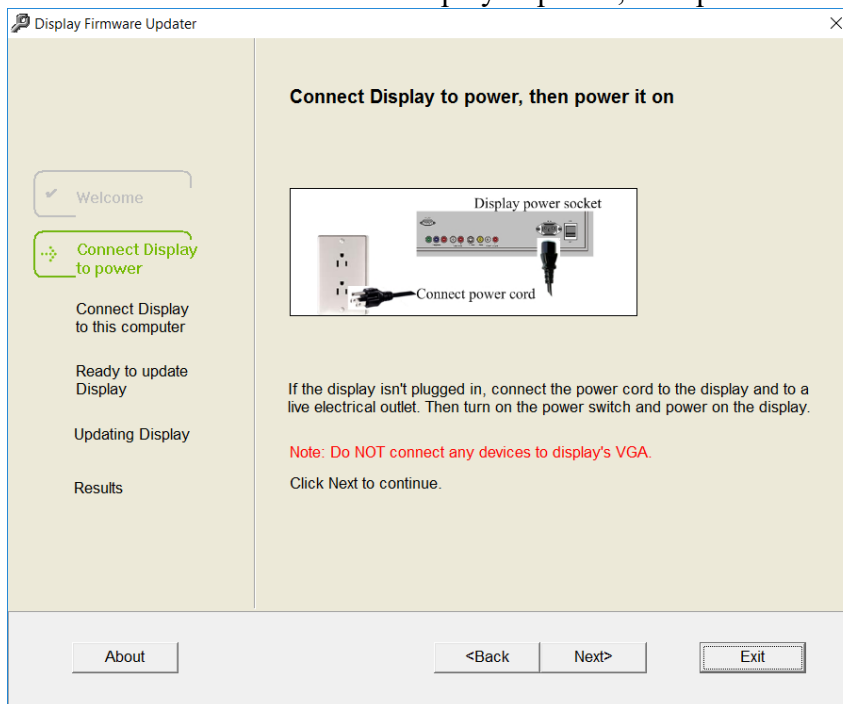 Display Firmware Updater
Connect Display to power, then power it on
Welcome
Connect Display
to power
Connect Display
to this computer
Ready to update
Display
Updating Display
Results
Display power socket
Connect power cord
If the display isn't plugged in, connect the power cord to the display and to a
live electrical outlet. Then turn on the power switch and power on the display.
Note: Do NOT connect any devices to display's VGA.
Click Next to continue.
About
<Back
Next>
Exit